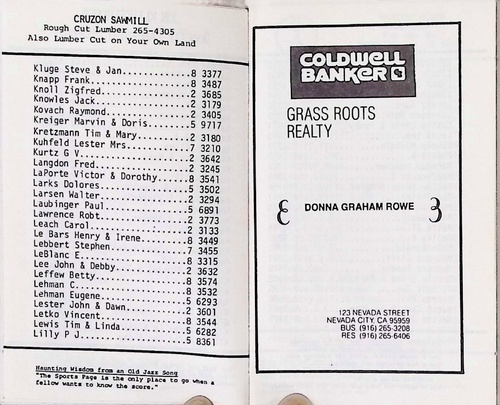 CRUZON SAWMILL
Rough Cut Lumber 265-4305
Also Lumber Cut on Your Own Land
Kluge Steve & Jan..........8 3377
Knapp Frank................8 3487
Knoll Zigfred..............2 3685
Knowles Jack...............2 3179
Kovach Raymond.............2 3405
Kreiger Marvin & Doris.....5 9717
Kretzmann Tim & Mary.......2 3180
Kuhfeld Lester Mrs.........7 3210
Kurtz G V..................2 3642
Langdon Fred...............2 3245
LaPorte Victor & Dorothy...8 3541
Larks Dolores..............5 3502
Larsen Walter..............2 3294
Laubinger Paul.............5 6891
Lawrence Robt..............2 3773
Leach Carol................2 3133
Le Bars Henry & Irene......8 3449
Lebbert Stephen............7 3455
LeBlanc E..................8 3315
Lee John & Debby...........2 3632
Leffew Betty...............8 3574
Lehman C...................8 3532
Lehman Eugene..............5 6293
Lester John & Dawn.........2 3601
Letko Vincent..............8 3544
Lewis Tim & Linda..........5 6282
Lilly P J..................5 8361
Haunting Wisdom from an Old Jazz Song
"The Sports Page is the only place to go when a
fellow wants to know the score."
COLDWELL
BANKER
GRASS ROOTS
REALTY
DONNA GRAHAM ROWE
123 NEVADA STREET
NEVADA CITY, CA 95959
BUS (916) 265-3208
RES (916) 265-6406